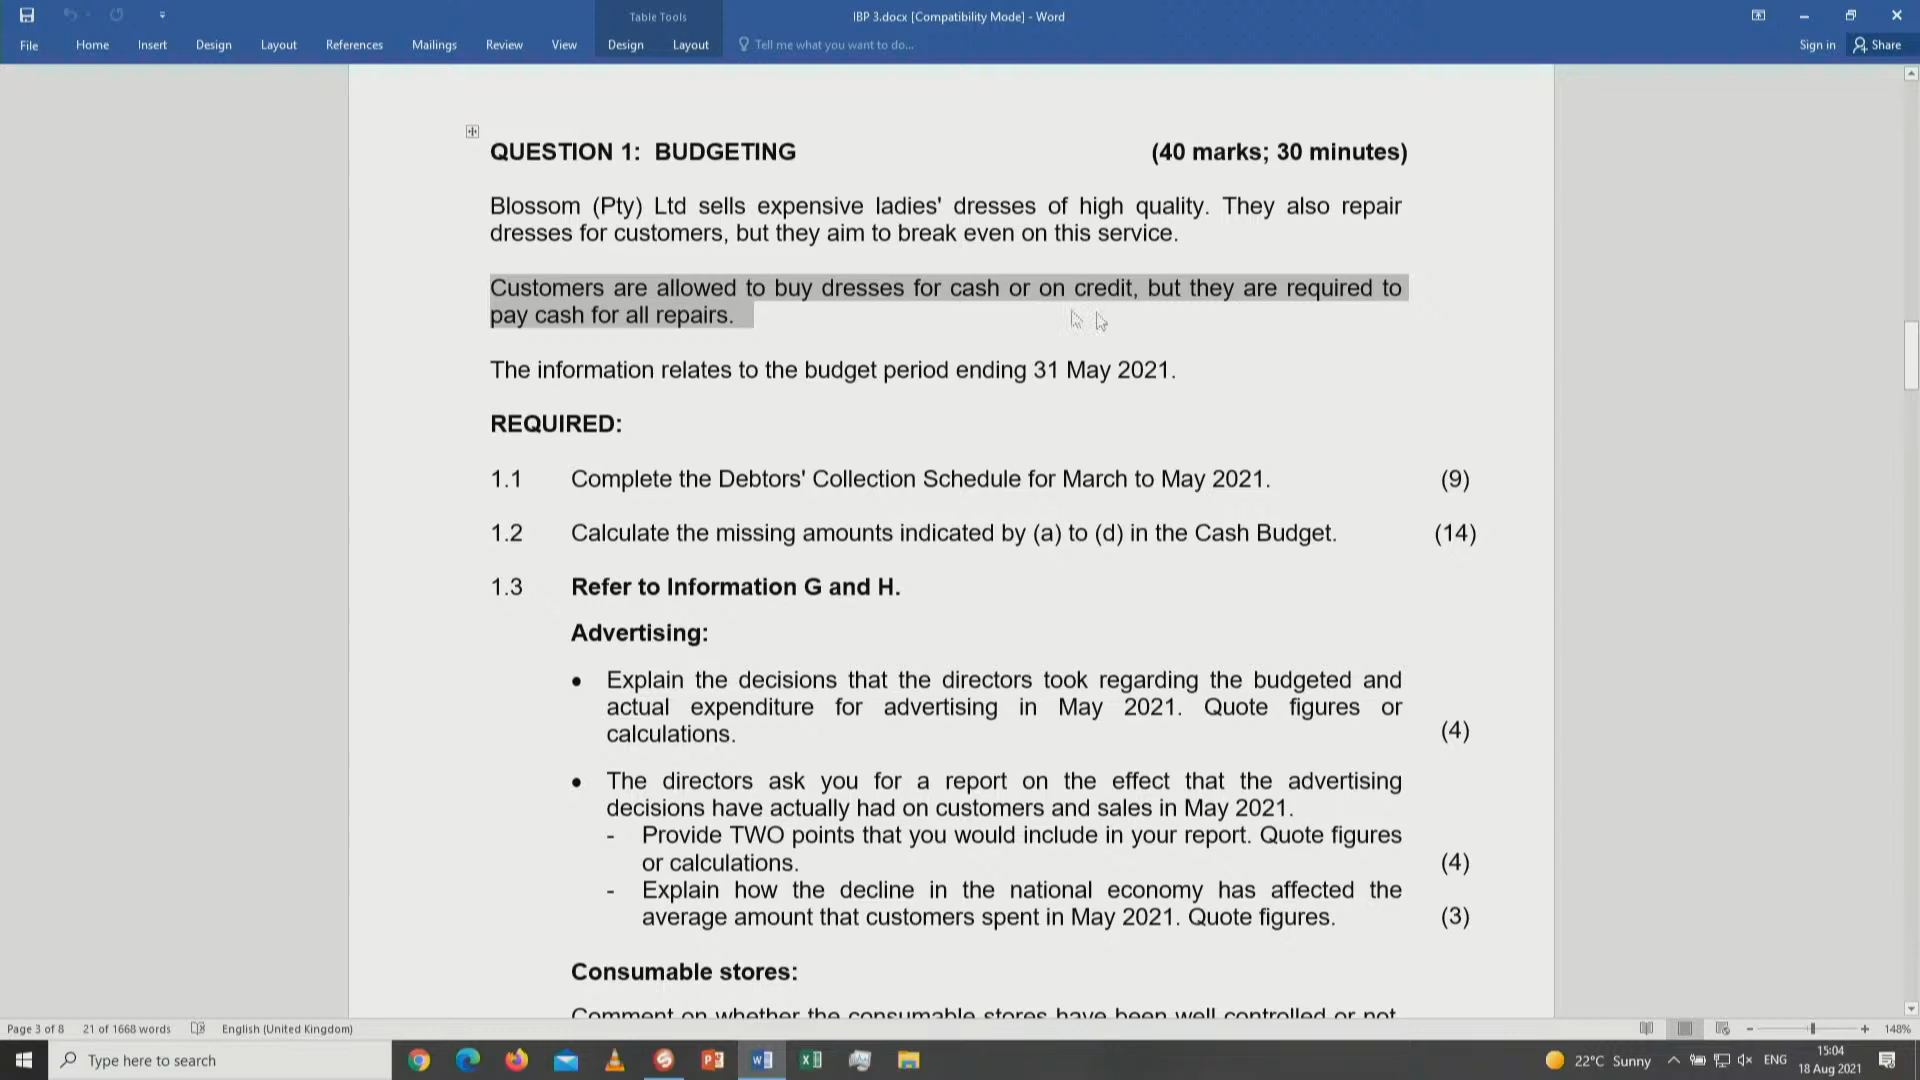 Table Tools
IBP 3.docx [Compatibility Mode] - Word
File Home Insert Design Layout References Mailings Review View Design Layout Tell me what you want to do... Sign in Share
QUESTION 1: BUDGETING (40 marks; 30 minutes)
Blossom (Pty) Ltd sells expensive ladies' dresses of high quality. They also repair
dresses for customers, but they aim to break even on this service.
Customers are allowed to buy dresses for cash or on credit, but they are required to
pay cash for all repairs.
The information relates to the budget period ending 31 May 2021.
REQUIRED:
1.1 Complete the Debtors' Collection Schedule for March to May 2021. (9)
1.2 Calculate the missing amounts indicated by (a) to (d) in the Cash Budget. (14)
1.3 Refer to Information G and H.
Advertising:
• Explain the decisions that the directors took regarding the budgeted and
actual expenditure for advertising in May 2021. Quote figures or
calculations. (4)
• The directors ask you for a report on the effect that the advertising
decisions have actually had on customers and sales in May 2021.
- Provide TWO points that you would include in your report. Quote figures
or calculations. (4)
- Explain how the decline in the national economy has affected the
average amount that customers spent in May 2021. Quote figures. (3)
Consumable stores:
Comment on whether the consumable stores have been well controlled or not.
Page 3 of 8 21 of 1668 words English (United Kingdom) 148%
Type here to search 22°C Sunny ENG 15:04
18 Aug 2021